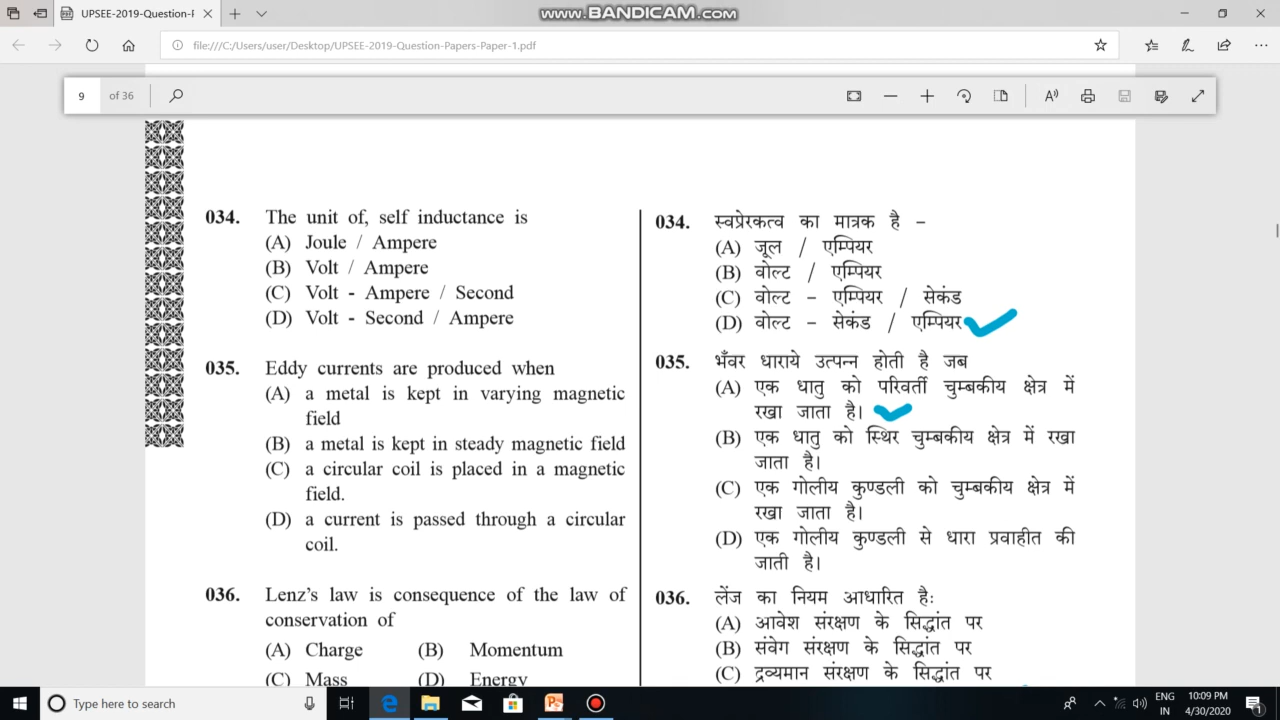 UPSEE-2019-Question-Papers-Paper-1
www.BANDICAM.com
file:///C:/Users/user/Desktop/UPSEE-2019-Question-Papers-Paper-1.pdf
9 of 36
034. The unit of, self inductance is
(A) Joule / Ampere
(B) Volt / Ampere
(C) Volt - Ampere / Second
(D) Volt - Second / Ampere
035. Eddy currents are produced when
(A) a metal is kept in varying magnetic
field
(B) a metal is kept in steady magnetic field
(C) a circular coil is placed in a magnetic
field.
(D) a current is passed through a circular
coil.
036. Lenz's law is consequence of the law of
conservation of
(A) Charge (B) Momentum
(C) Mass (D) Energy
034. स्वप्रेरकत्व का मात्रक है –
(A) जूल / एम्पियर
(B) वोल्ट / एम्पियर
(C) वोल्ट – एम्पियर / सेकंड
(D) वोल्ट – सेकंड / एम्पियर
035. भँवर धाराये उत्पन्न होती है जब
(A) एक धातु को परिवर्ती चुम्बकीय क्षेत्र में
रखा जाता है।
(B) एक धातु को स्थिर चुम्बकीय क्षेत्र में रखा
जाता है।
(C) एक गोलीय कुण्डली को चुम्बकीय क्षेत्र में
रखा जाता है।
(D) एक गोलीय कुण्डली से धारा प्रवाहीत की
जाती है।
036. लेंज का नियम आधारित हैः
(A) आवेश संरक्षण के सिद्धांत पर
(B) संवेग संरक्षण के सिद्धांत पर
(C) द्रव्यमान संरक्षण के सिद्धांत पर
Type here to search
ENG
IN
10:09 PM
4/30/2020
1